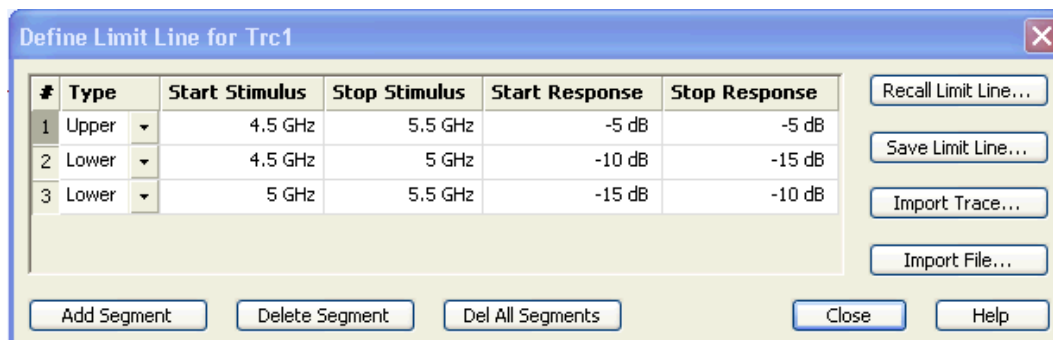 Define Limit Line for Trc1
# Type Start Stimulus Stop Stimulus Start Response Stop Response
1 Upper 4.5 GHz 5.5 GHz -5 dB -5 dB
2 Lower 4.5 GHz 5 GHz -10 dB -15 dB
3 Lower 5 GHz 5.5 GHz -15 dB -10 dB
Recall Limit Line...
Save Limit Line...
Import Trace...
Import File...
Add Segment Delete Segment Del All Segments Close Help